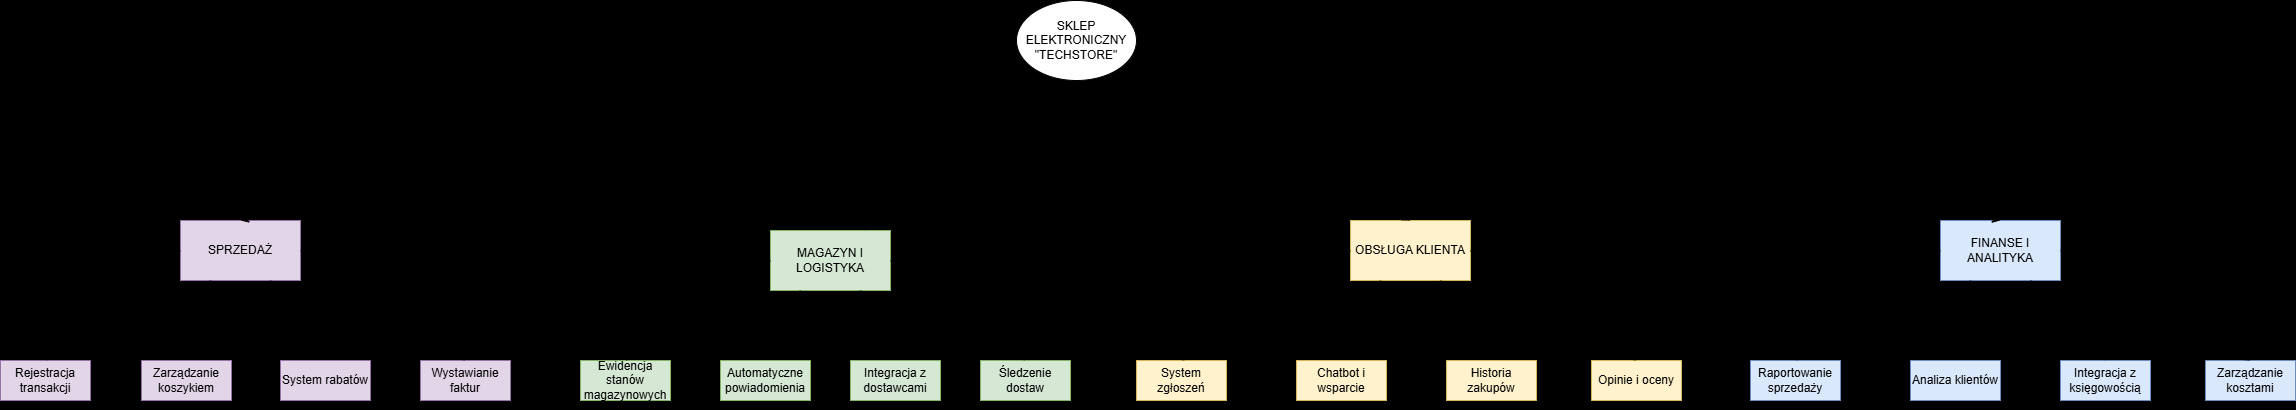 SKLEP
ELEKTRONICZNY
"TECHSTORE"
SPRZEDAŻ
MAGAZYN I
LOGISTYKA
OBSŁUGA KLIENTA
FINANSE I
ANALITYKA
Rejestracja
transakcji
Zarządzanie
koszykiem
System rabatów
Wystawianie
faktur
Ewidencja
stanów
magazynowych
Automatyczne
powiadomienia
Integracja z
dostawcami
Śledzenie
dostaw
System
zgłoszeń
Chatbot i
wsparcie
Historia
zakupów
Opinie i oceny
Raportowanie
sprzedaży
Analiza klientów
Integracja z
księgowością
Zarządzanie
kosztami